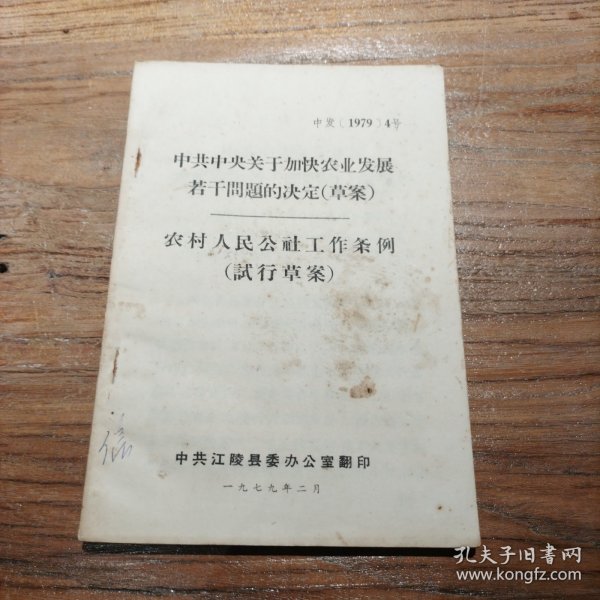 中发〔1979〕4号
中共中央关于加快农业发展
若干問題的决定(草案)
农村人民公社工作条例
(試行草案)
中共江陵县委办公室翻印
一九七九年二月
孔夫子旧书网
www.kongfz.com